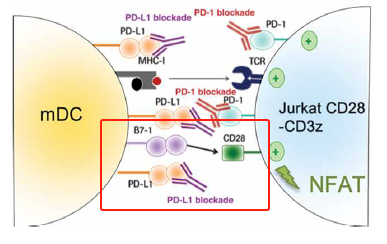 PD-L1 blockade
PD-1 blockade
PD-1
PD-L1
MHC-I
TCR
mDC
PD-1 blockade
PD-L1
PD-1
Jurkat CD28
-CD3z
B7-1
CD28
NFAT
PD-L1
PD-L1 blockade
+
+
+